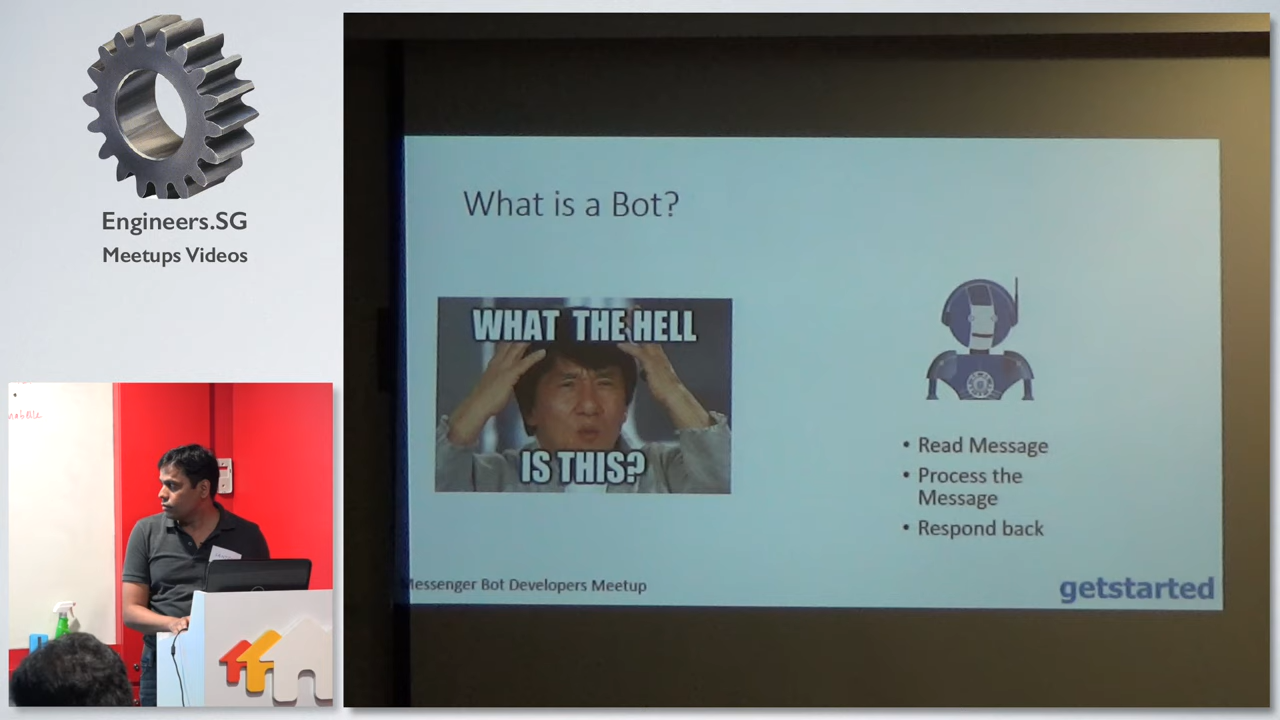 Engineers.SG
Meetups Videos
What is a Bot?
WHAT THE HELL
IS THIS?
• Read Message
• Process the
Message
• Respond back
Messenger Bot Developers Meetup
getstarted